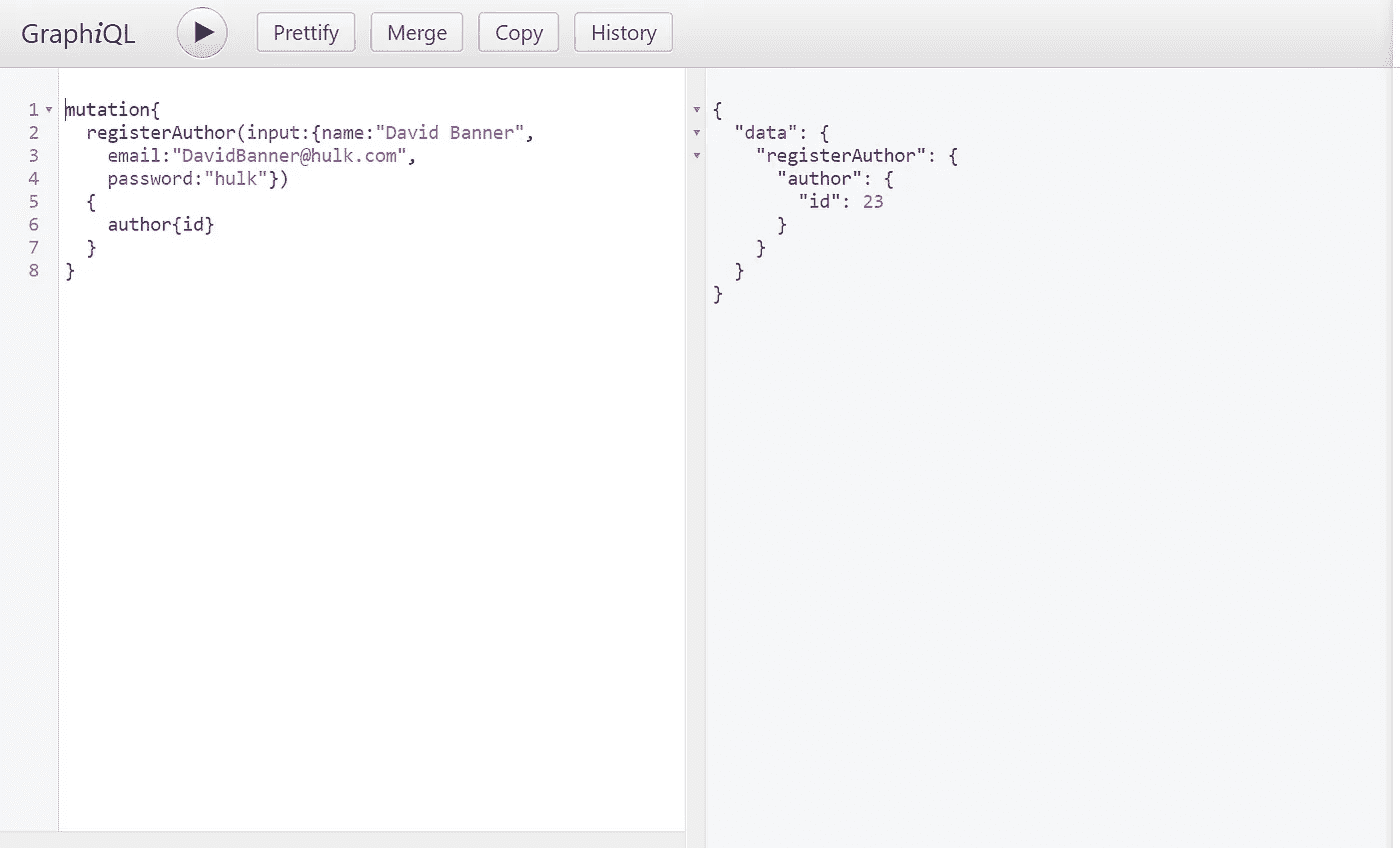 GraphiQL Prettify Merge Copy History
1 mutation{
2 registerAuthor(input:{name:"David Banner",
3 email:"DavidBanner@hulk.com",
4 password:"hulk"})
5 {
6 author{id}
7 }
8 }
{
"data": {
"registerAuthor": {
"author": {
"id": 23
}
}
}
}